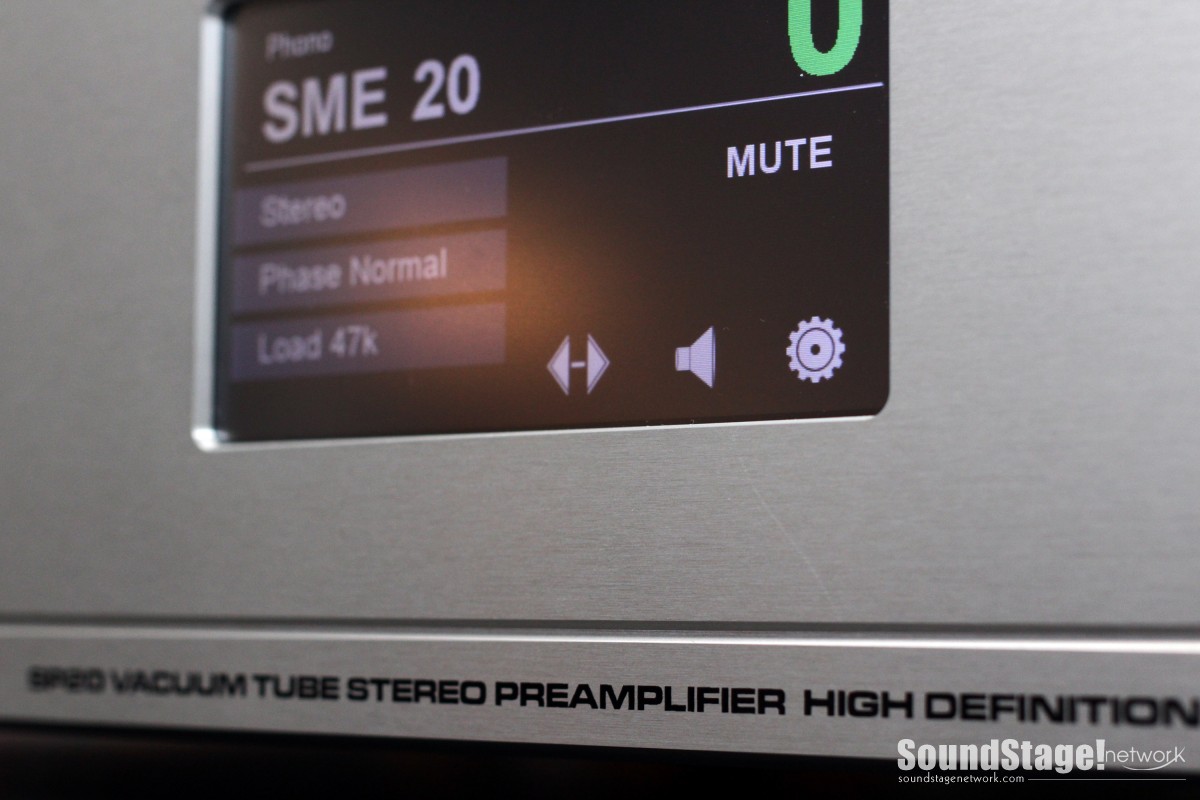 Phono
SME 20
0
MUTE
Stereo
Phase Normal
Load 47k
VACUUM TUBE STEREO PREAMPLIFIER HIGH DEFINITION
SoundStage!network
soundstagenetwork.com